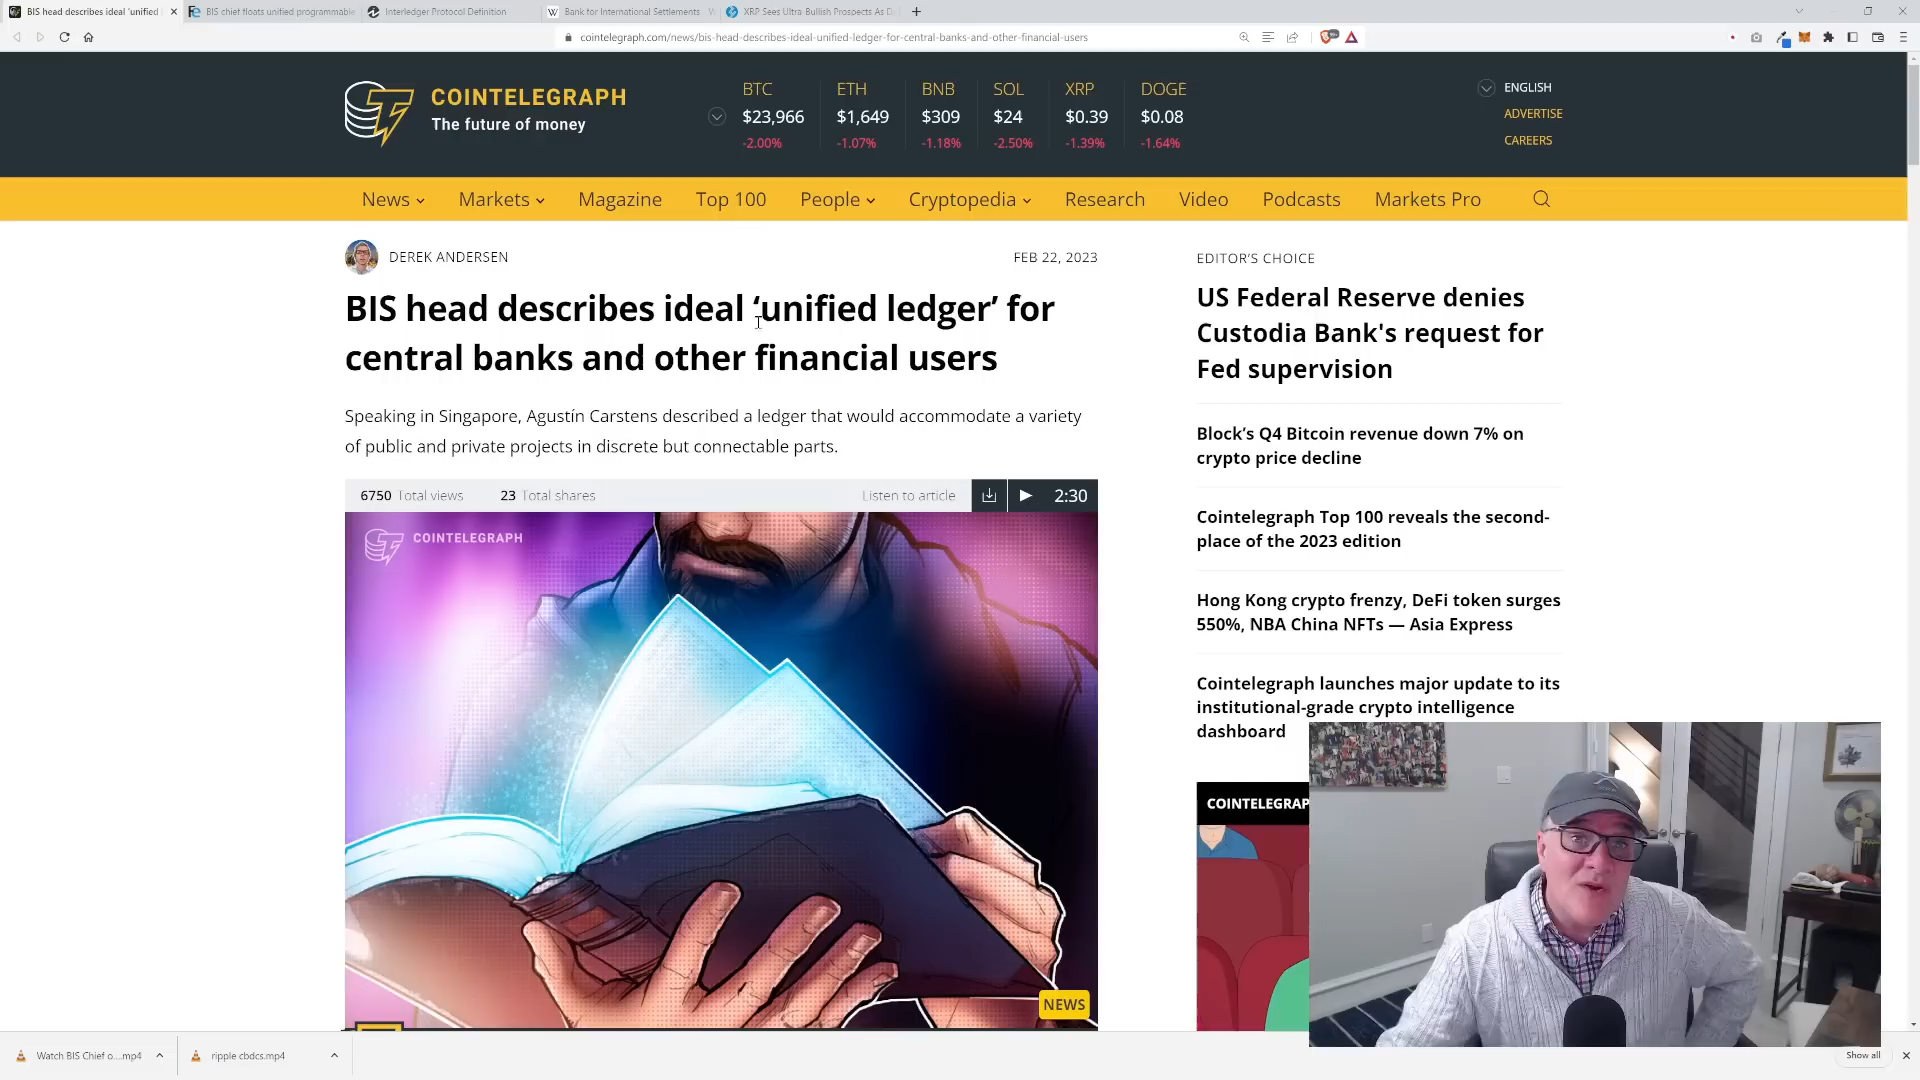 BIS head describes ideal 'unified
BIS chief floats unified programmable
Interledger Protocol Definition
Bank for International Settlements
XRP Sees Ultra Bullish Prospects As D
cointelegraph.com/news/bis-head-describes-ideal-unified-ledger-for-central-banks-and-other-financial-users
COINTELEGRAPH
The future of money
BTC ETH BNB SOL XRP DOGE
$23,966 $1,649 $309 $24 $0.39 $0.08
-2.00% -1.07% -1.18% -2.50% -1.39% -1.64%
ENGLISH
ADVERTISE
CAREERS
News Markets Magazine Top 100 People Cryptopedia Research Video Podcasts Markets Pro
DEREK ANDERSEN
FEB 22, 2023
BIS head describes ideal ‘unified ledger’ for
central banks and other financial users
Speaking in Singapore, Agustín Carstens described a ledger that would accommodate a variety
of public and private projects in discrete but connectable parts.
6750 Total views 23 Total shares Listen to article 2:30
COINTELEGRAPH
NEWS
EDITOR'S CHOICE
US Federal Reserve denies
Custodia Bank's request for
Fed supervision
Block’s Q4 Bitcoin revenue down 7% on
crypto price decline
Cointelegraph Top 100 reveals the second-
place of the 2023 edition
Hong Kong crypto frenzy, DeFi token surges
550%, NBA China NFTs — Asia Express
Cointelegraph launches major update to its
institutional-grade crypto intelligence
dashboard
COINTELEGRAP
Watch BIS Chief o....mp4
ripple cbdcs.mp4
Show all